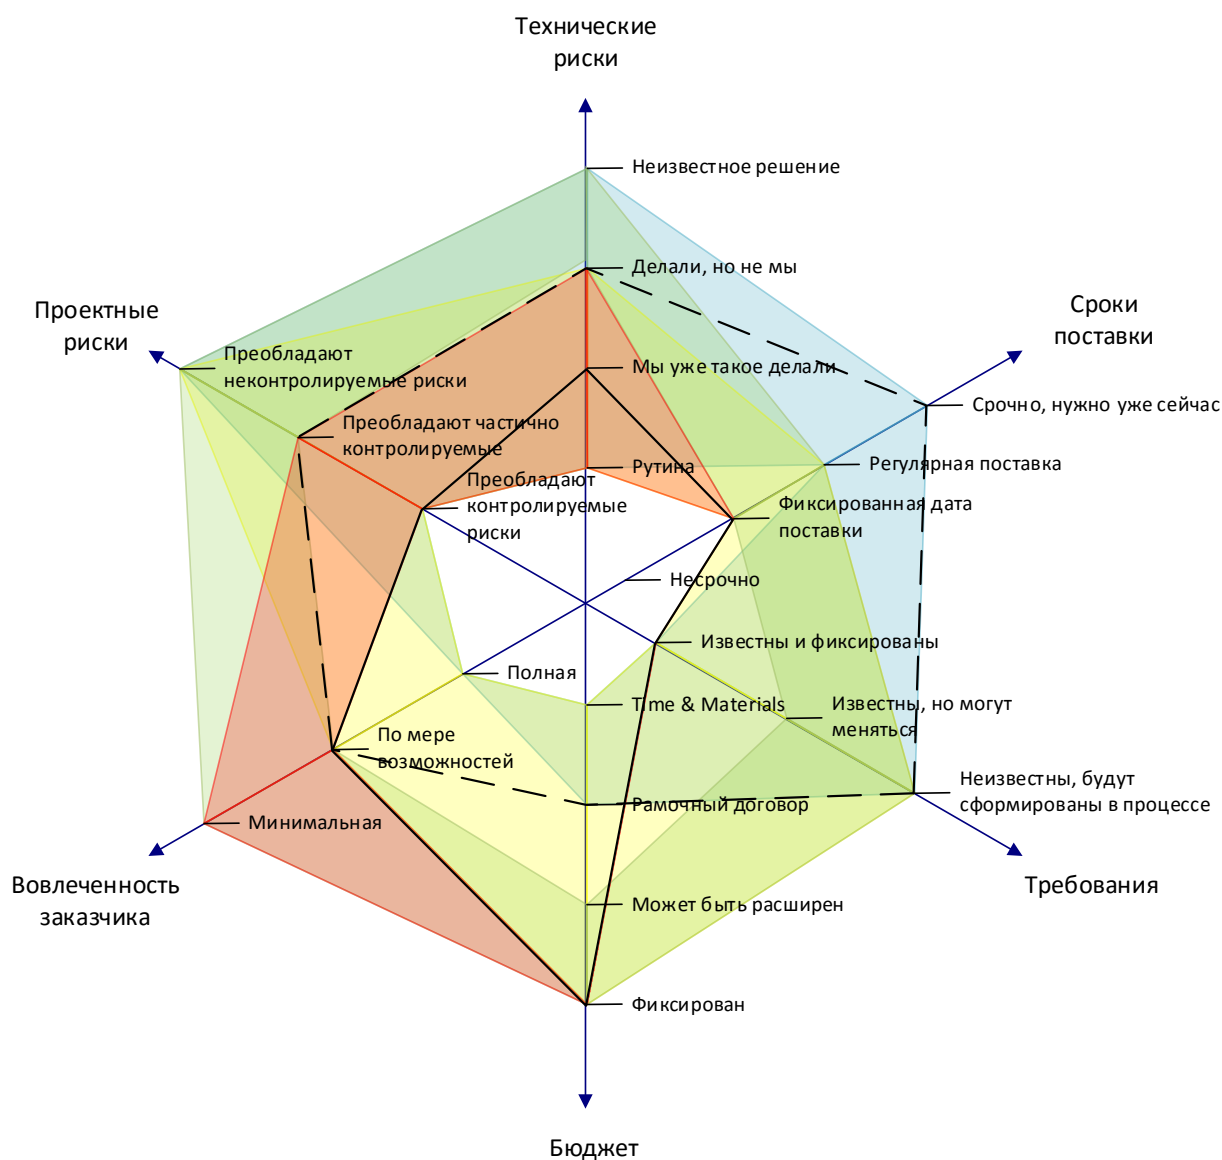 Технические
риски
Неизвестное решение
Делали, но не мы
Сроки
поставки
Проектные
риски
Преобладают
неконтролируемые риски
Мы уже такое делали
Срочно, нужно уже сейчас
Преобладают частично
контролируемые
Рутина
Регулярная поставка
Преобладают
контролируемые
риски
Фиксированная дата
поставки
Несрочно
Известны и фиксированы
Полная
Time & Materials
Известны, но могут
меняться
По мере
возможностей
Неизвестны, будут
сформированы в процессе
Рамочный договор
Минимальная
Вовлеченность
заказчика
Требования
Может быть расширен
Фиксирован
Бюджет